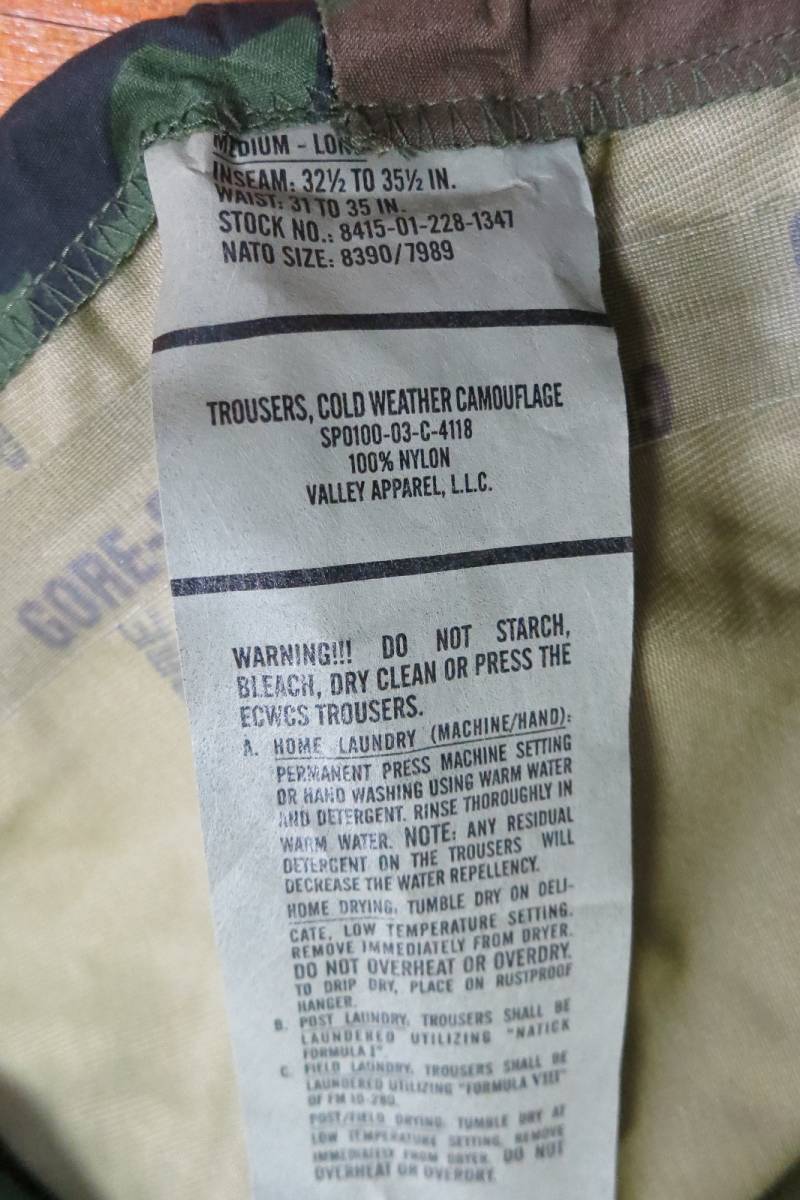 MEDIUM - LON
INSEAM: 32½ TO 35½ IN.
WAIST: 31 TO 35 IN.
STOCK NO.: 8415-01-228-1347
NATO SIZE: 8390/7989
TROUSERS, COLD WEATHER CAMOUFLAGE
SP0100-03-C-4118
100% NYLON
VALLEY APPAREL, L.L.C.
GORE-
WARNING!!! DO NOT STARCH,
BLEACH, DRY CLEAN OR PRESS THE
ECWCS TROUSERS.
A. HOME LAUNDRY (MACHINE/HAND):
PERMANENT PRESS MACHINE SETTING
OR HAND WASHING USING WARM WATER
AND DETERGENT. RINSE THOROUGHLY IN
WARM WATER. NOTE: ANY RESIDUAL
DETERGENT ON THE TROUSERS WILL
DECREASE THE WATER REPELLENCY.
HOME DRYING. TUMBLE DRY ON DELI-
CATE, LOW TEMPERATURE SETTING.
REMOVE IMMEDIATELY FROM DRYER.
DO NOT OVERHEAT OR OVERDRY.
TO DRIP DRY, PLACE ON RUSTPROOF
HANGER.
B. POST LAUNDRY. TROUSERS SHALL BE
LAUNDERED UTILIZING "NATICK
FORMULA I".
C. FIELD LAUNDRY. TROUSERS SHALL BE
LAUNDERED UTILIZING "FORMULA VIII"
OF FM 10-280.
POST/FIELD DRYING. TUMBLE DRY AT
LOW TEMPERATURE SETTING. REMOVE
IMMEDIATELY FROM DRYER. DO NOT
OVERHEAT OR OVERDRY.